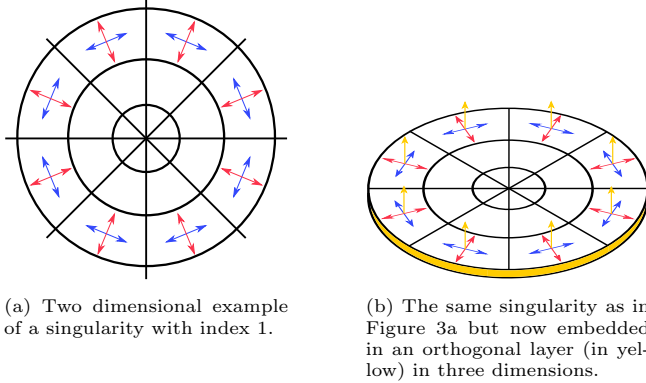 (a) Two dimensional example
of a singularity with index 1.
(b) The same singularity as in
Figure 3a but now embedded
in an orthogonal layer (in yel-
low) in three dimensions.